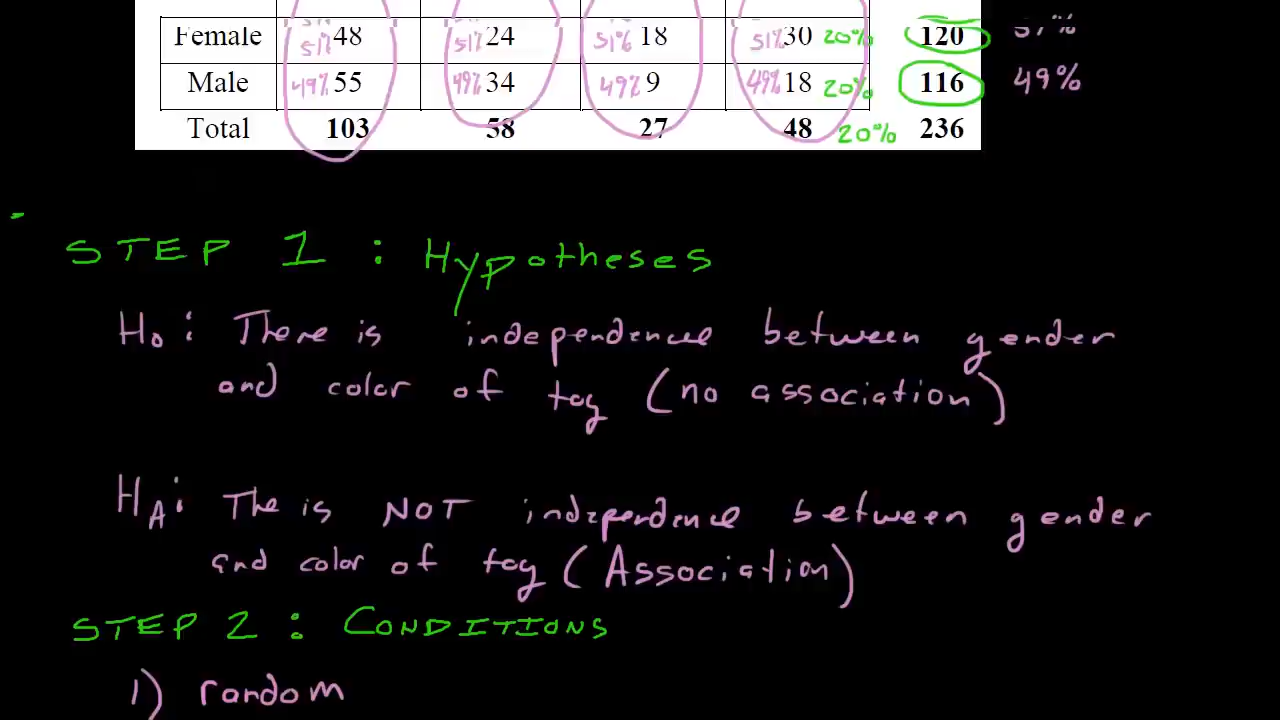 Female 51% 48 51% 24 51% 18 51% 30 20% 120
Male 49% 55 49% 34 49% 9 49% 18 20% 116 49%
Total 103 58 27 48 20% 236
STEP 1 : Hypotheses
Ho: There is independence between gender
and color of tag (no association)
HA: The is NOT independence between gender
and color of tag (Association)
STEP 2 : CONDITIONS
1) random